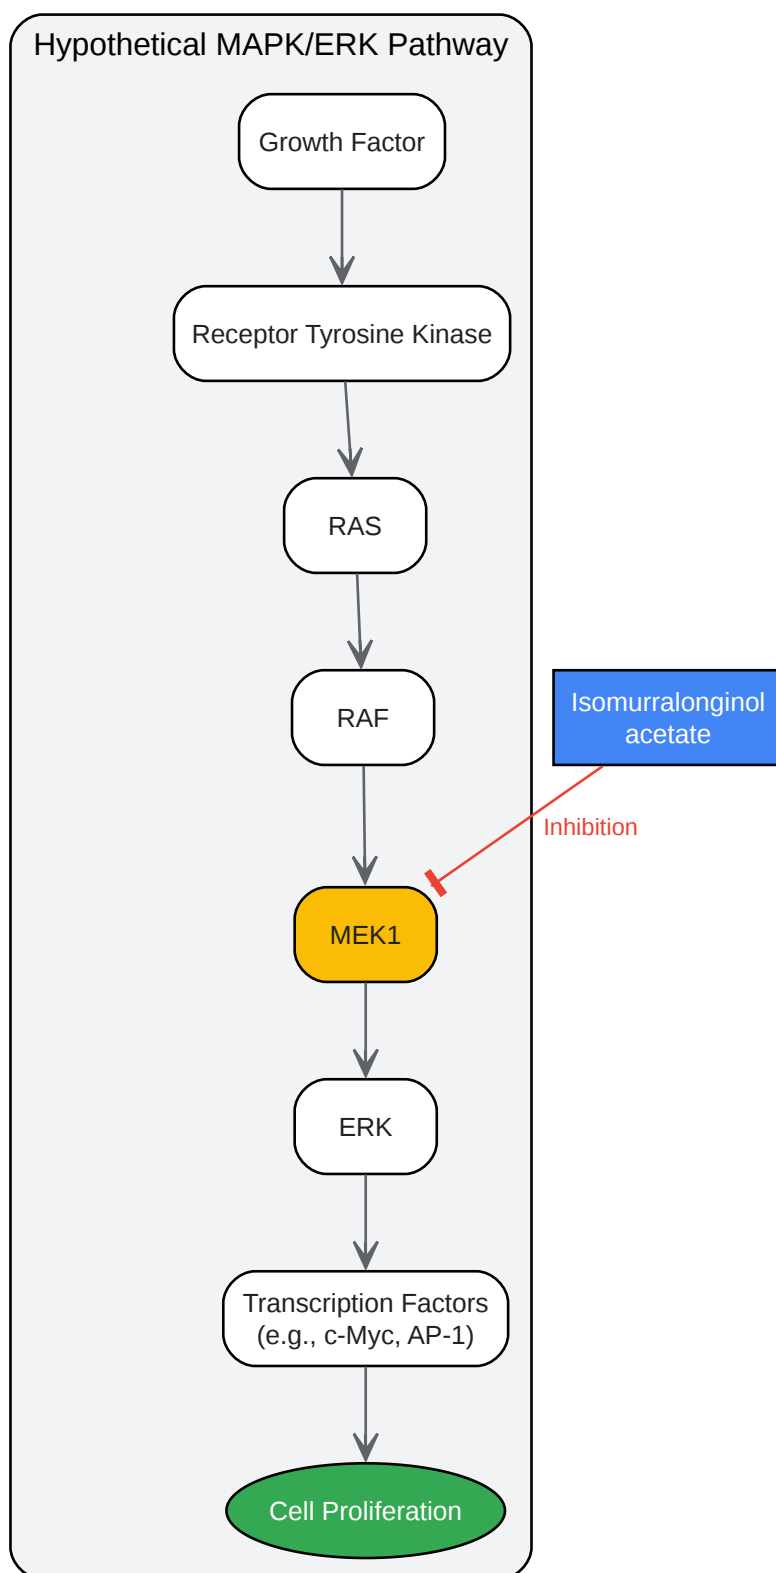 Hypothetical MAPK/ERK Pathway
Growth Factor
Receptor Tyrosine Kinase
RAS
RAF
Isomurralonginol
acetate
Inhibition
MEK1
ERK
Transcription Factors
(e.g., c-Myc, AP-1)
Cell Proliferation